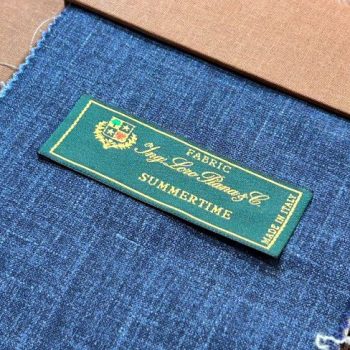 FABRIC
Ing. Loro Piana & C.
SUMMERTIME
MADE IN ITALY